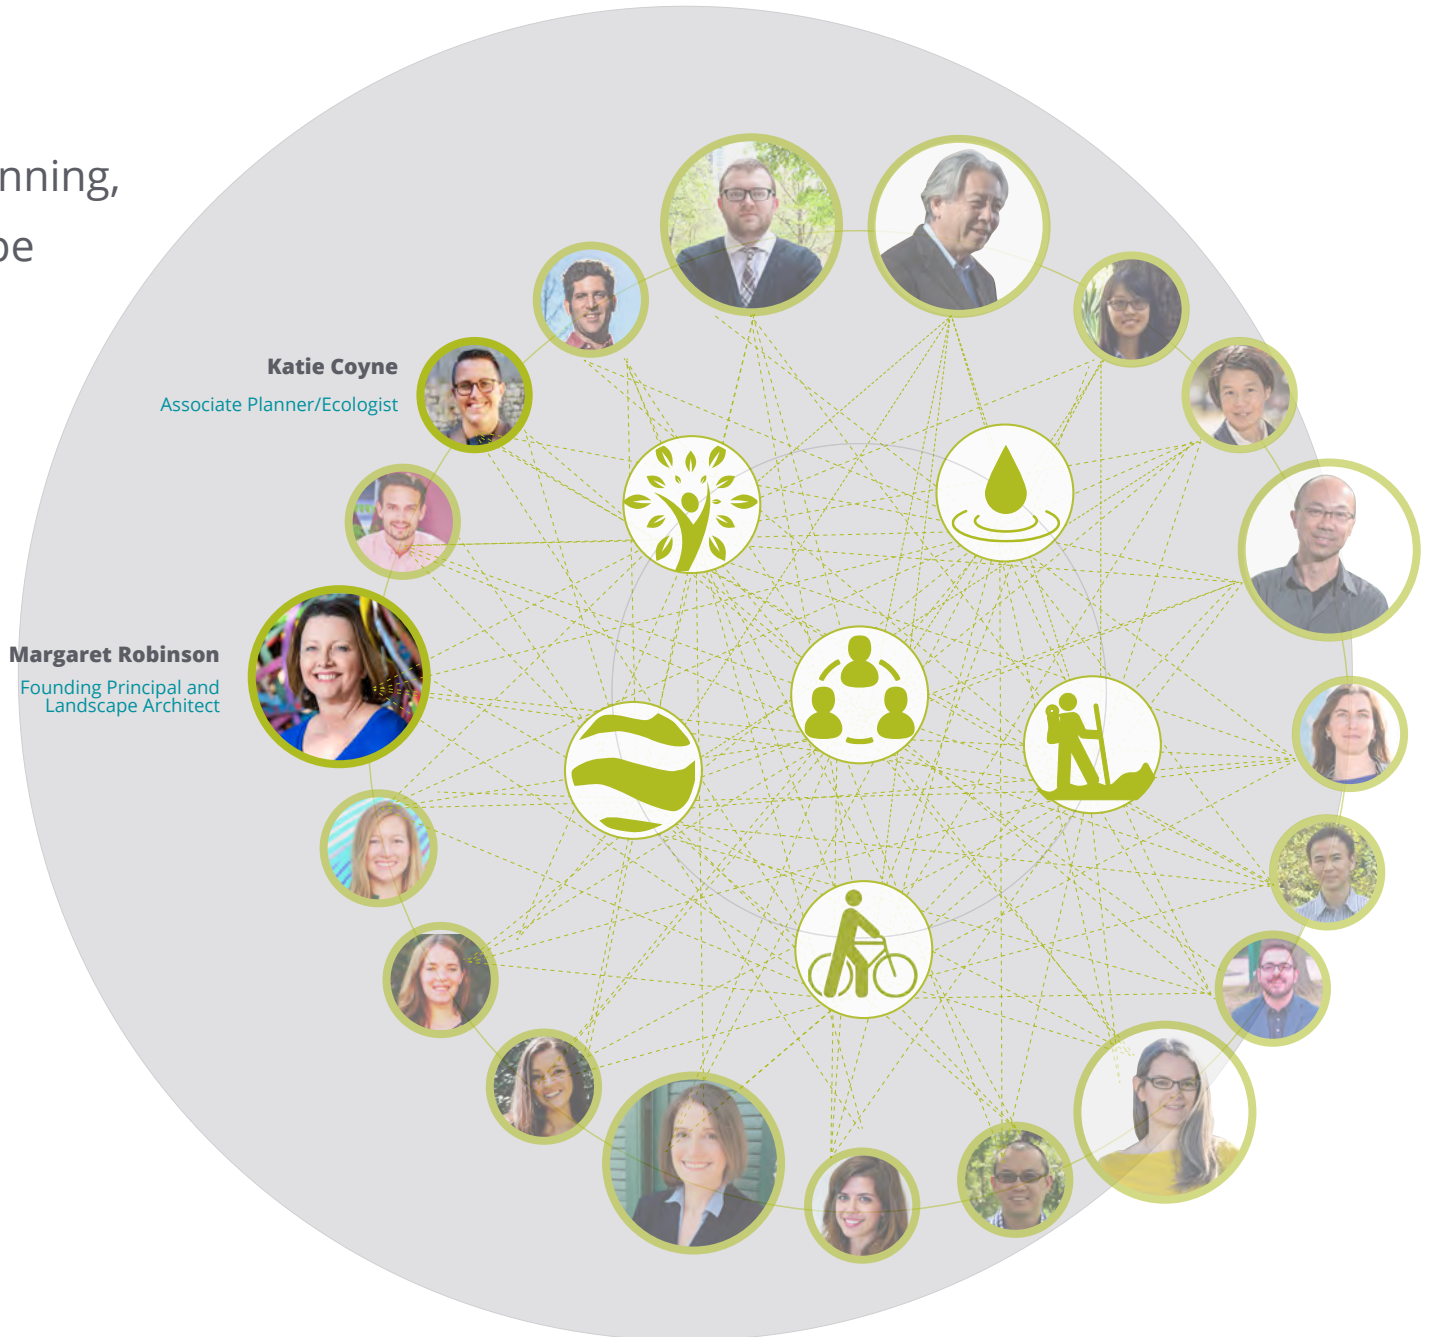 nning,
pe
Katie Coyne
Associate Planner/Ecologist
Margaret Robinson
Founding Principal and
Landscape Architect